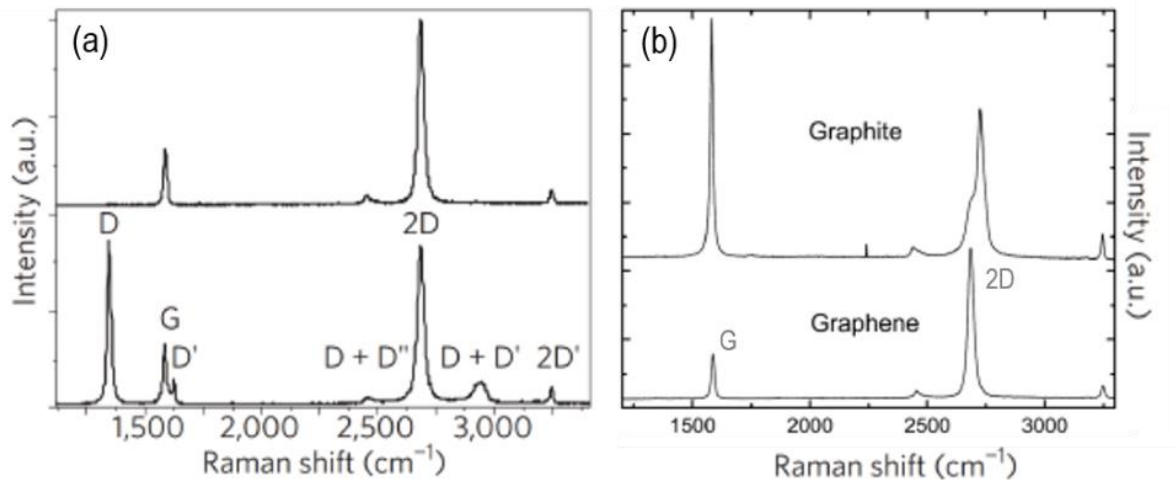 (a)
Intensity (a.u.)
D
G
D'
2D
D + D"
D + D'
2D'
1,500 2,000 2,500 3,000
Raman shift (cm⁻¹)
(b)
Graphite
2D
Graphene
G
1500 2000 2500 3000
Raman shift (cm⁻¹)
Intensity (a.u.)